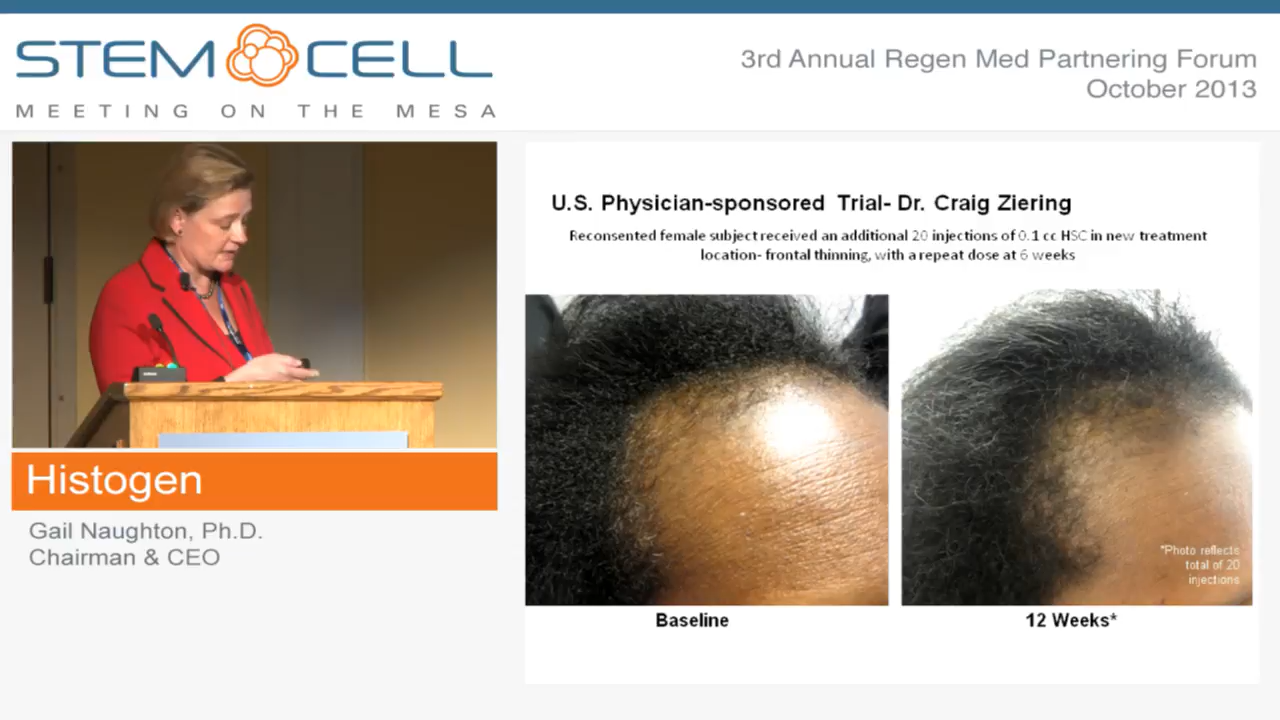 STEM CELL
MEETING ON THE MESA
3rd Annual Regen Med Partnering Forum
October 2013
U.S. Physician-sponsored Trial- Dr. Craig Ziering
Reconsented female subject received an additional 20 injections of 0.1 cc HSC in new treatment
location- frontal thinning, with a repeat dose at 6 weeks
*Photo reflects
total of 20
injections
Baseline
12 Weeks*
Histogen
Gail Naughton, Ph.D.
Chairman & CEO